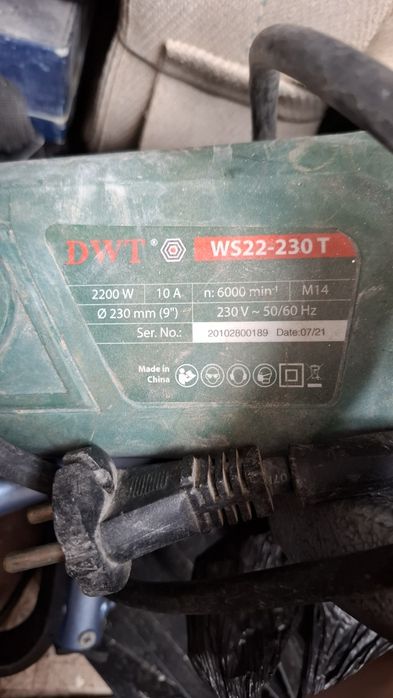 DWT® WS22-230 T
2200 W 10 A n: 6000 min⁻¹ M14
Ø 230 mm (9") 230 V ~ 50/60 Hz
Ser. No.: 20102800189 Date:07/21
Made in
China